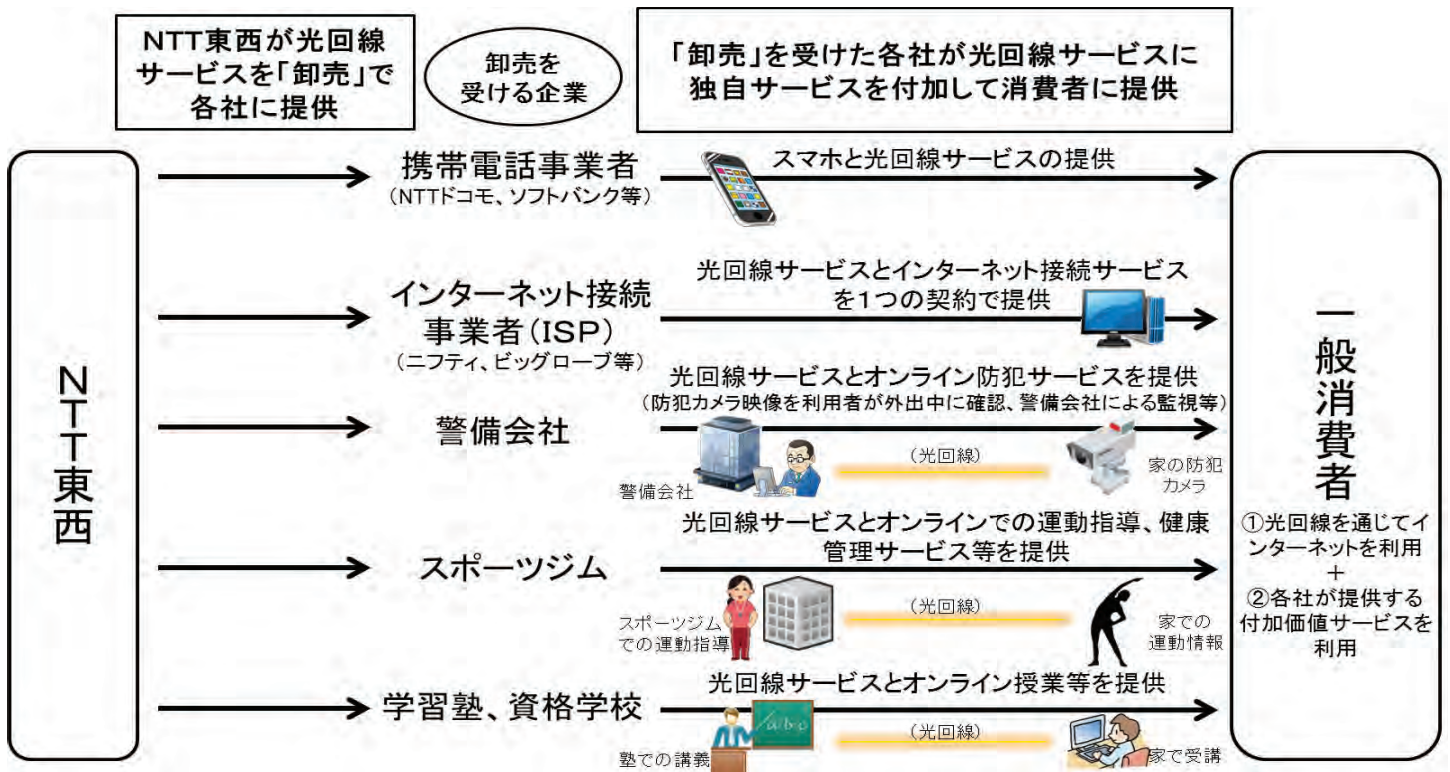 NTT東西が光回線
サービスを「卸売」で
各社に提供
卸売を
受ける企業
「卸売」を受けた各社が光回線サービスに
独自サービスを付加して消費者に提供
NTT東西
携帯電話事業者
（NTTドコモ、ソフトバンク等）
スマホと光回線サービスの提供
インターネット接続
事業者（ISP）
（ニフティ、ビッグローブ等）
光回線サービスとインターネット接続サービス
を1つの契約で提供
警備会社
光回線サービスとオンライン防犯サービスを提供
（防犯カメラ映像を利用者が外出中に確認、警備会社による監視等）
警備会社
（光回線）
家の防犯
カメラ
スポーツジム
光回線サービスとオンラインでの運動指導、健康
管理サービス等を提供
スポーツジム
での運動指導
（光回線）
家での
運動情報
学習塾、資格学校
光回線サービスとオンライン授業等を提供
塾での講義
（光回線）
家で受講
一般消費者
①光回線を通じてイ
ンターネットを利用
＋
②各社が提供する
付加価値サービスを
利用